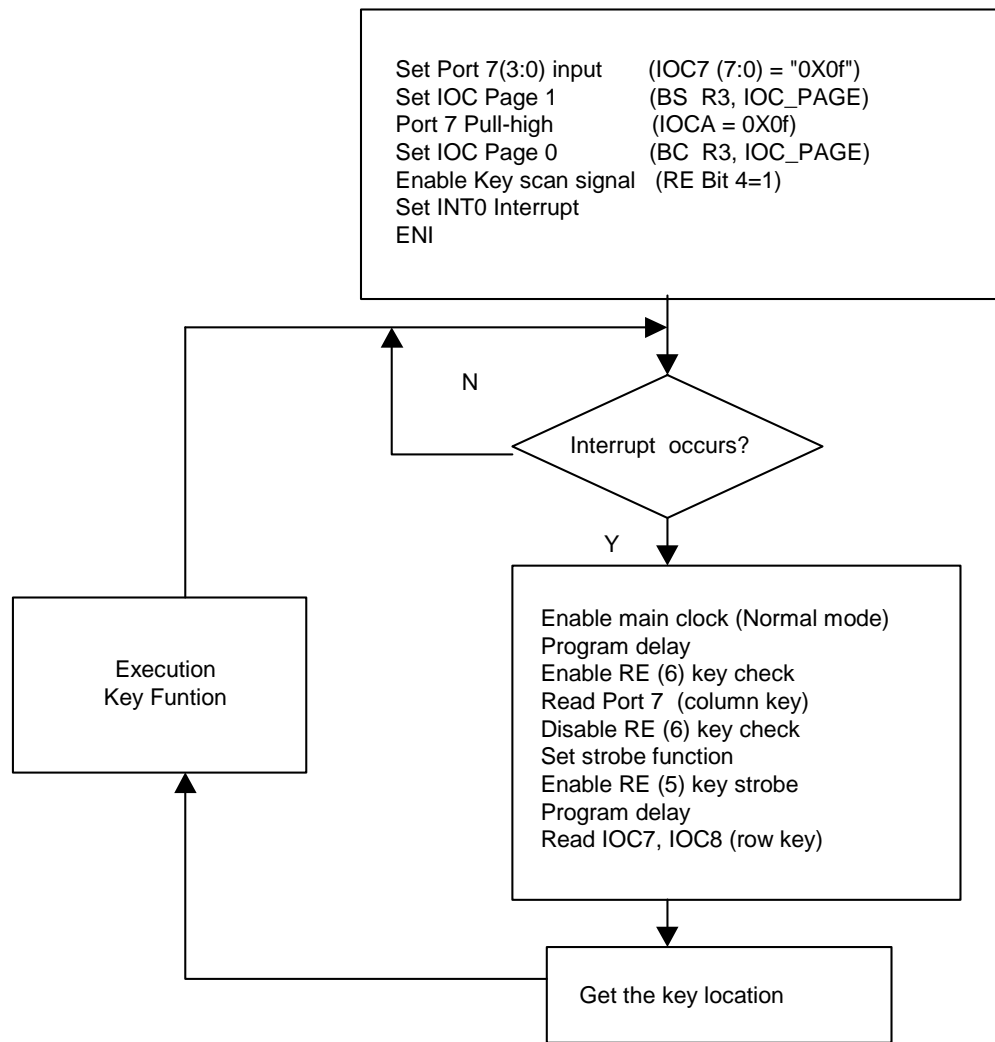 Set Port 7(3:0) input (IOC7 (7:0) = "0X0f")
Set IOC Page 1 (BS R3, IOC_PAGE)
Port 7 Pull-high (IOCA = 0X0f)
Set IOC Page 0 (BC R3, IOC_PAGE)
Enable Key scan signal (RE Bit 4=1)
Set INT0 Interrupt
ENI
N
Interrupt occurs?
Y
Enable main clock (Normal mode)
Program delay
Enable RE (6) key check
Read Port 7 (column key)
Disable RE (6) key check
Set strobe function
Enable RE (5) key strobe
Program delay
Read IOC7, IOC8 (row key)
Get the key location
Execution
Key Funtion